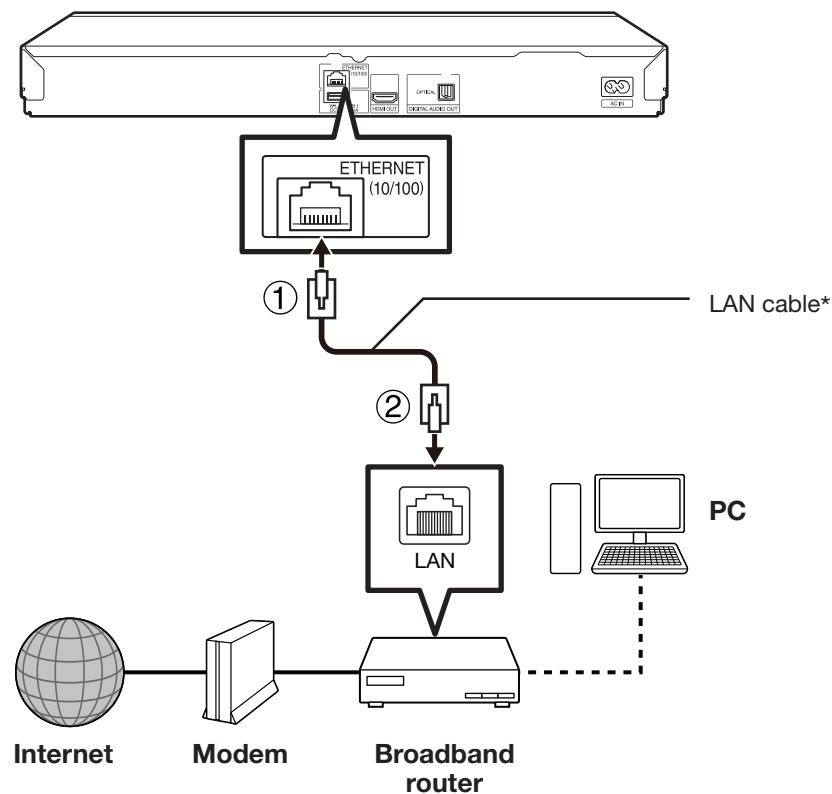 ETHERNET
(10/100)
OPTICAL
HDMI OUT
DIGITAL AUDIO OUT
AC IN
ETHERNET
(10/100)
①
LAN cable*
②
LAN
PC
Internet
Modem
Broadband
router